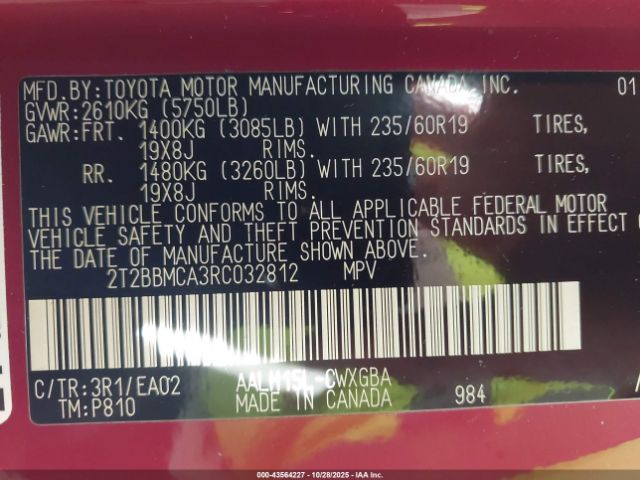 MFD.BY:TOYOTA MOTOR MANUFACTURING CANADA,INC. 01
GVWR:2610KG (5750LB)
GAWR:FRT. 1400KG (3085LB) WITH 235/60R19 TIRES,
19X8J RIMS.
RR. 1480KG (3260LB) WITH 235/60R19 TIRES,
19X8J RIMS.
THIS VEHICLE CONFORMS TO ALL APPLICABLE FEDERAL MOTOR
VEHICLE SAFETY AND THEFT PREVENTION STANDARDS IN EFFECT
THE DATE OF MANUFACTURE SHOWN ABOVE.
2T2BBMCA3RC032812 MPV
C/TR:3R1/EA02 AALH15L-CWXGBA
TM:P810 MADE IN CANADA 984
000-43564227 - 10/28/2025 - IAAI.CA